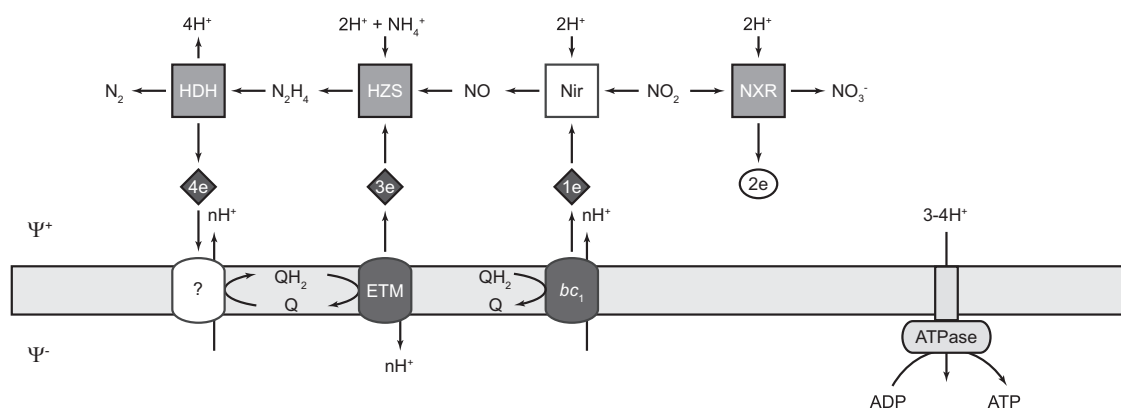 4H⁺ 2H⁺ + NH₄⁺ 2H⁺ 2H⁺
N₂ HDH N₂H₄ HZS NO Nir NO₂ NXR NO₃⁻
4e 3e 1e 2e
Ψ⁺ nH⁺ nH⁺ 3-4H⁺
? QH₂ ETM QH₂ bc₁
Q Q
Ψ⁻ nH⁺ ATPase
ADP ATP